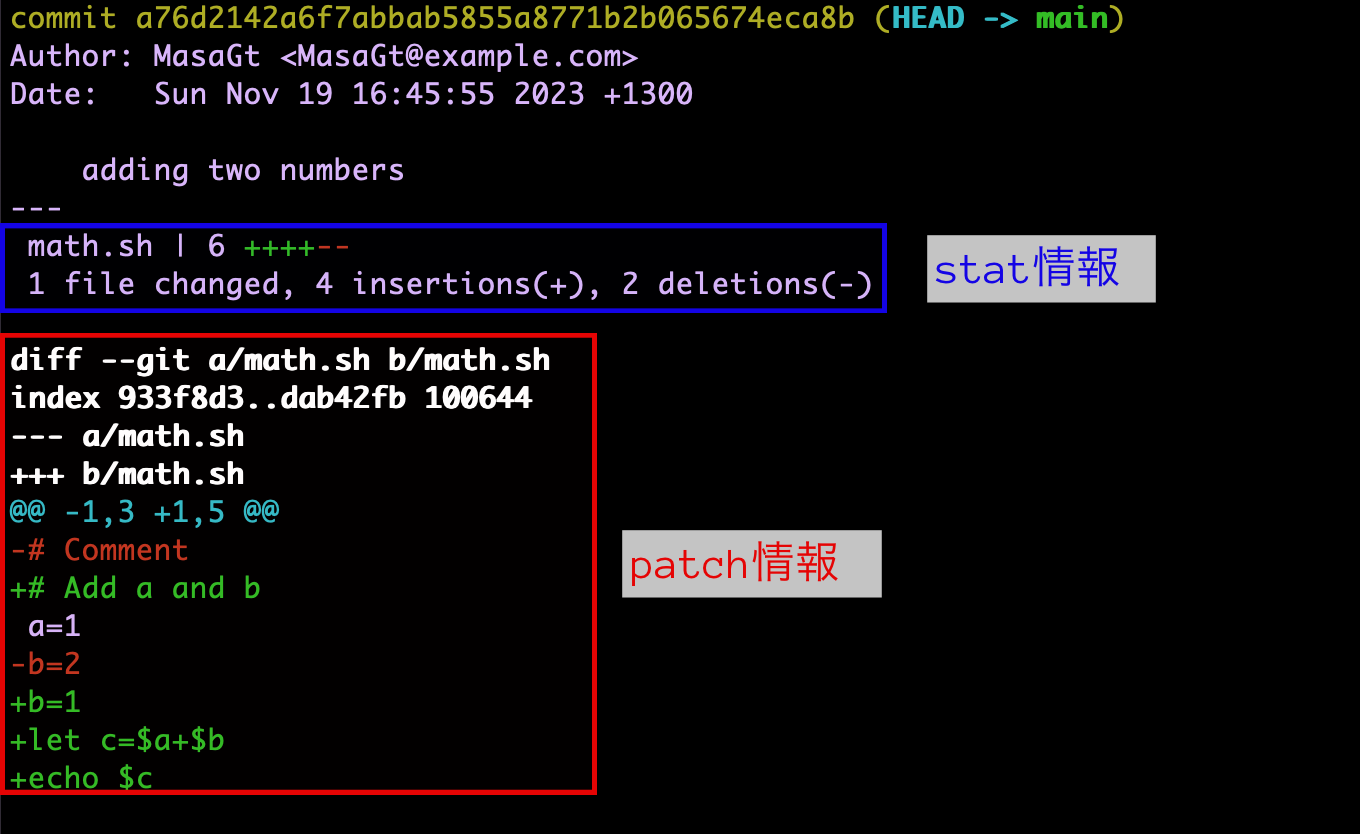 commit a76d2142a6f7abbab5855a8771b2b065674eca8b (HEAD -> main)
Author: MasaGt <MasaGt@example.com>
Date:   Sun Nov 19 16:45:55 2023 +1300
    adding two numbers
---
 math.sh | 6 ++++--
 1 file changed, 4 insertions(+), 2 deletions(-)
stat情報
diff --git a/math.sh b/math.sh
index 933f8d3..dab42fb 100644
--- a/math.sh
+++ b/math.sh
@@ -1,3 +1,5 @@
-# Comment
+# Add a and b
 a=1
-b=2
+b=1
+let c=$a+$b
+echo $c
patch情報